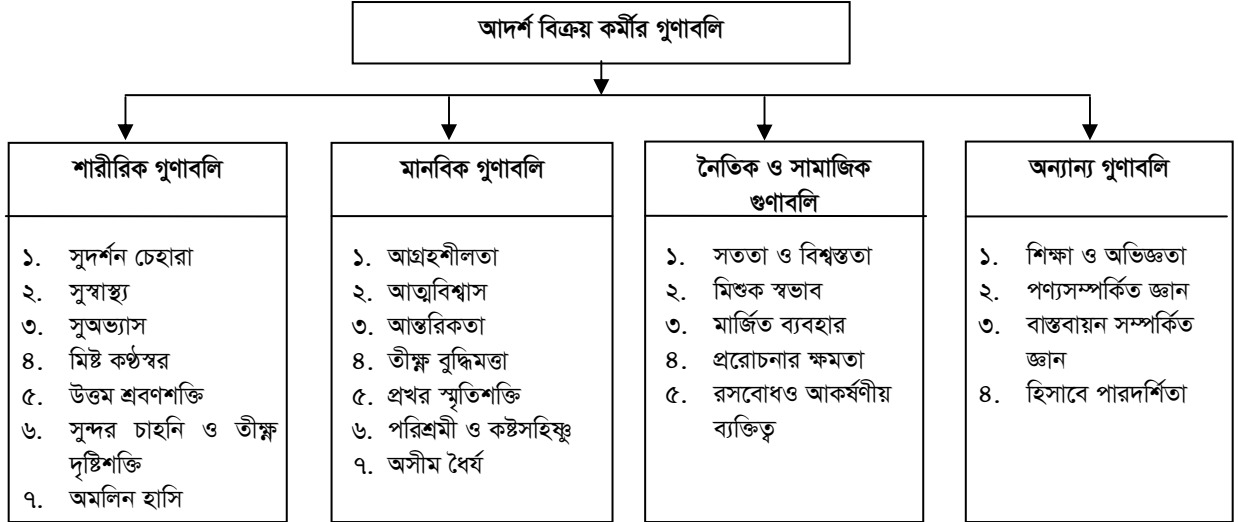 আদর্শ বিক্রয় কর্মীর গুণাবলি
শারীরিক গুণাবলি
১. সুদর্শন চেহারা
২. সুস্বাস্থ্য
৩. সুঅভ্যাস
৪. মিষ্ট কণ্ঠস্বর
৫. উত্তম শ্রবণশক্তি
৬. সুন্দর চাহনি ও তীক্ষ্ণ
দৃষ্টিশক্তি
৭. অমলিন হাসি
মানবিক গুণাবলি
১. আগ্রহশীলতা
২. আত্মবিশ্বাস
৩. আন্তরিকতা
৪. তীক্ষ্ণ বুদ্ধিমত্তা
৫. প্রখর স্মৃতিশক্তি
৬. পরিশ্রমী ও কষ্টসহিষ্ণু
৭. অসীম ধৈর্য
নৈতিক ও সামাজিক
গুণাবলি
১. সততা ও বিশ্বস্ততা
২. মিশুক স্বভাব
৩. মার্জিত ব্যবহার
৪. প্ররোচনার ক্ষমতা
৫. রসবোধও আকর্ষণীয়
ব্যক্তিত্ব
অন্যান্য গুণাবলি
১. শিক্ষা ও অভিজ্ঞতা
২. পণ্যসম্পর্কিত জ্ঞান
৩. বাস্তবায়ন সম্পর্কিত
জ্ঞান
৪. হিসাবে পারদর্শিতা